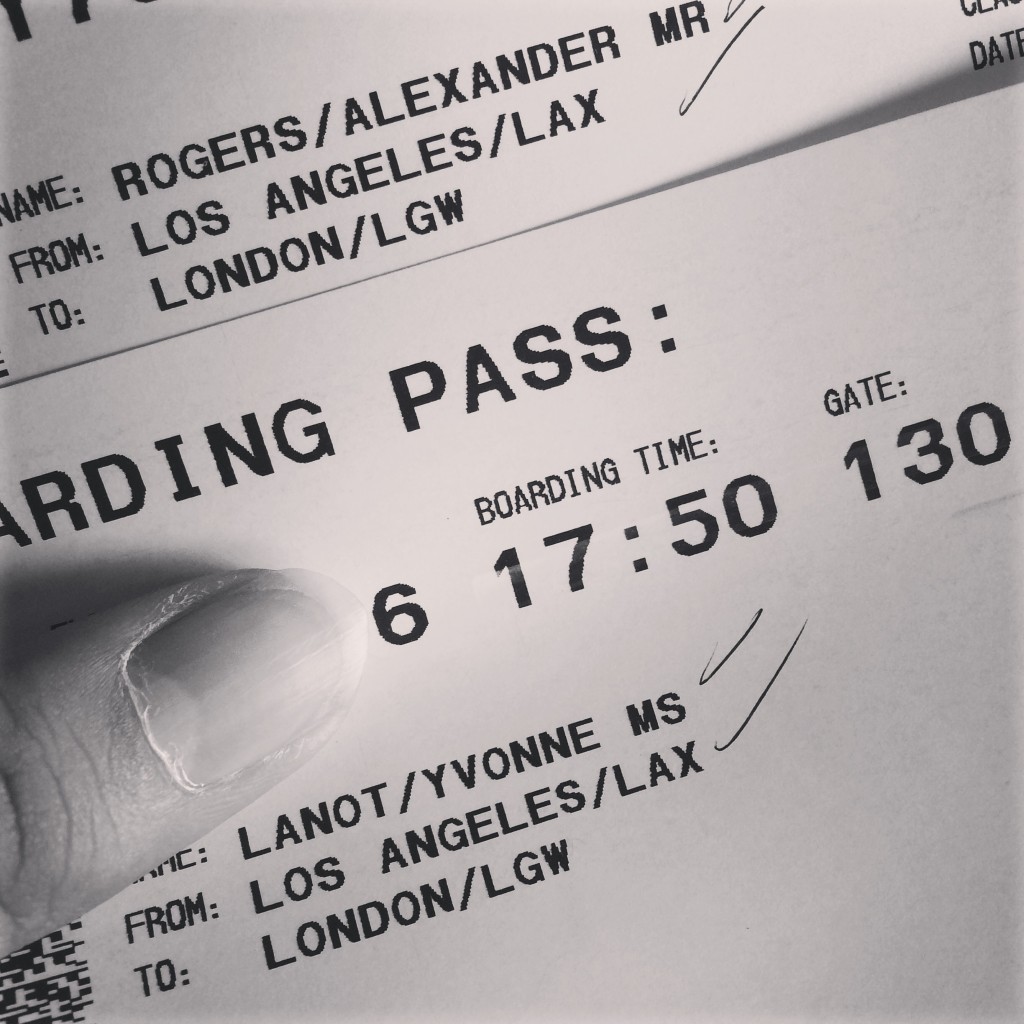 NAME: ROGERS/ALEXANDER MR
FROM: LOS ANGELES/LAX
TO: LONDON/LGW
ARDING PASS:
BOARDING TIME: GATE:
6 17:50 130
LANOT/YVONNE MS
FROM: LOS ANGELES/LAX
TO: LONDON/LGW